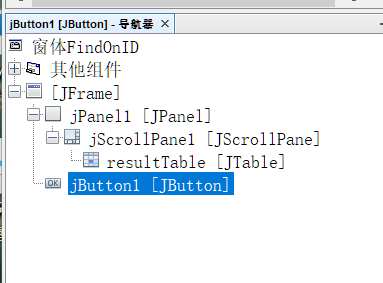 jButton1 [JButton] - 导航器
窗体FindOnID
其他组件
[JFrame]
jPanel1 [JPanel]
jScrollPanel [JScrollPane]
resultTable [JTable]
OK jButton1 [JButton]